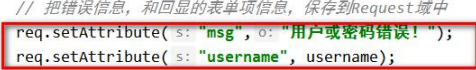 // 把错误信息，和回显的表单项信息，保存到Request域中
req.setAttribute( s: "msg", o: "用户或密码错误！");
req.setAttribute( s: "username", username);